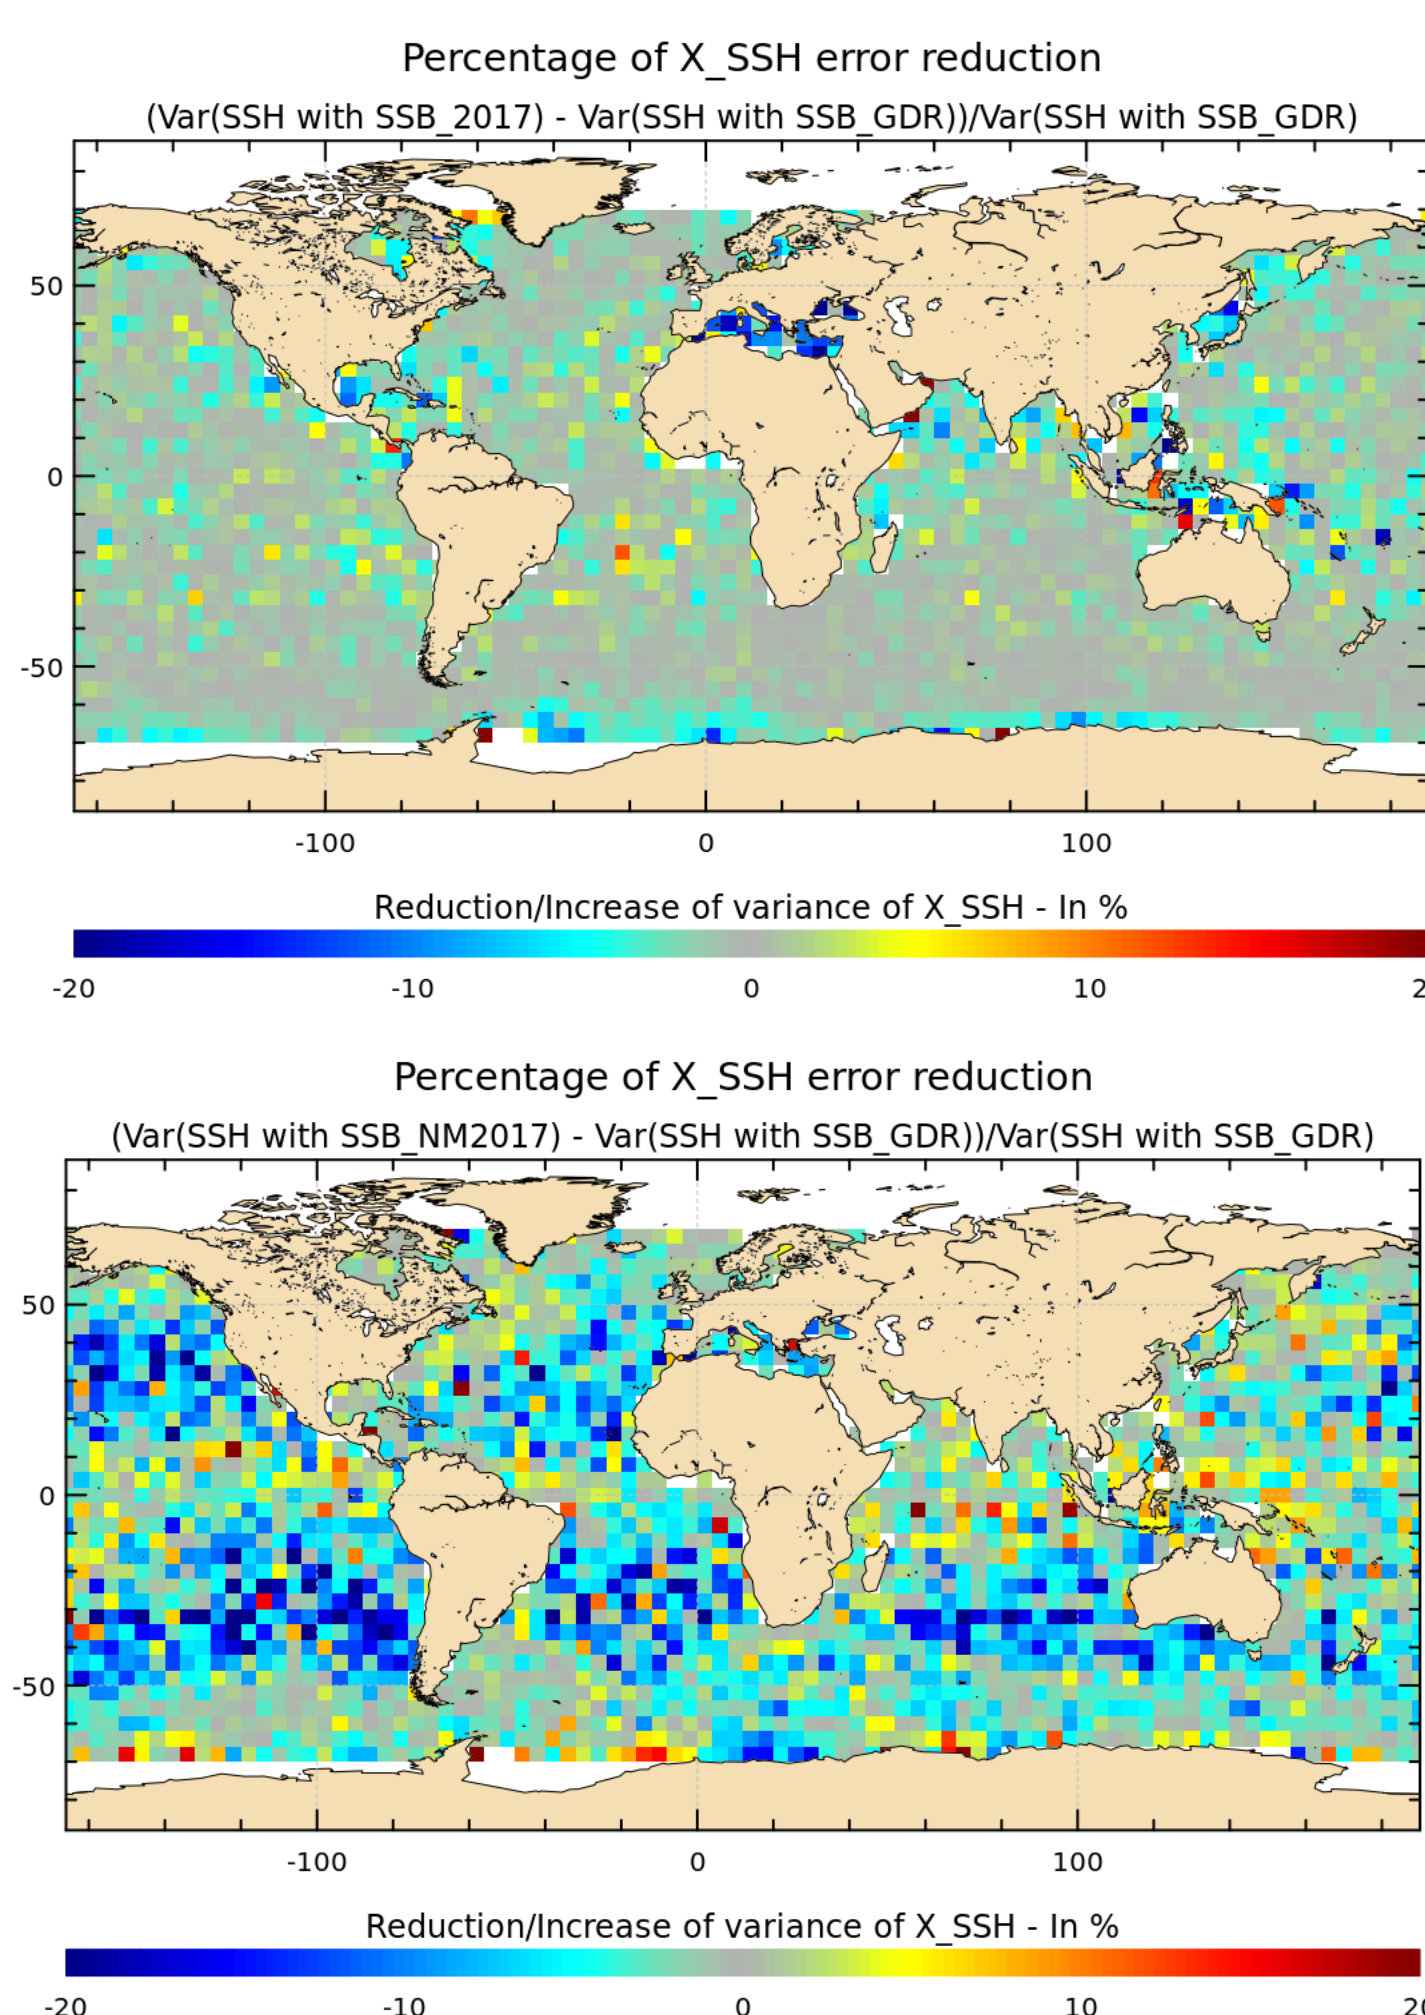 Percentage of X_SSH error reduction
(Var(SSH with SSB_2017) - Var(SSH with SSB_GDR))/Var(SSH with SSB_GDR)
50
0
-50
-100 0 100
Reduction/Increase of variance of X_SSH - In %
-20 -10 0 10 2
Percentage of X_SSH error reduction
(Var(SSH with SSB_NM2017) - Var(SSH with SSB_GDR))/Var(SSH with SSB_GDR)
50
0
-50
-100 0 100
Reduction/Increase of variance of X_SSH - In %
-20 -10 0 10 20